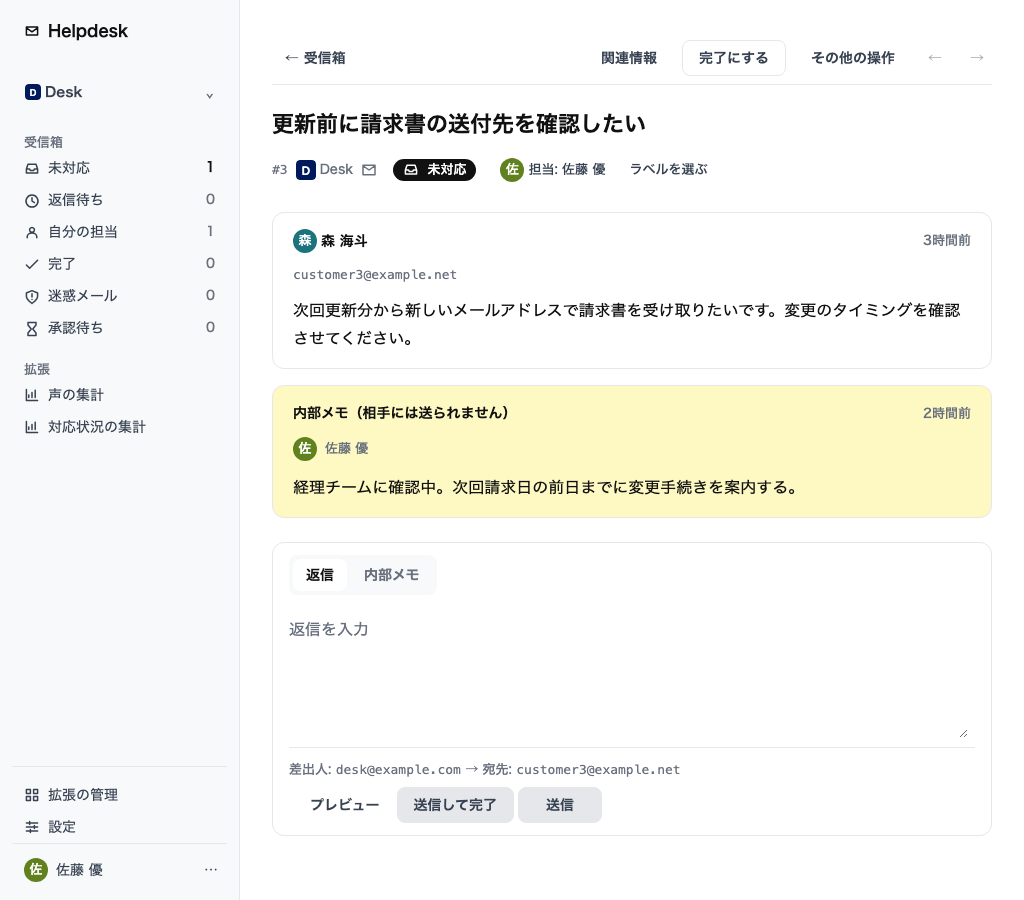 Helpdesk
D Desk
受信箱
未対応 1
返信待ち 0
自分の担当 1
完了 0
迷惑メール 0
承認待ち 0
拡張
声の集計
対応状況の集計
拡張の管理
設定
佐 佐藤 優 …
← 受信箱 関連情報 完了にする その他の操作 ← →
更新前に請求書の送付先を確認したい
#3 D Desk 未対応 佐 担当: 佐藤 優 ラベルを選ぶ
森 森 海斗 3時間前
customer3@example.net
次回更新分から新しいメールアドレスで請求書を受け取りたいです。変更のタイミングを確認
させてください。
内部メモ（相手には送られません） 2時間前
佐 佐藤 優
経理チームに確認中。次回請求日の前日までに変更手続きを案内する。
返信 内部メモ
返信を入力
差出人: desk@example.com → 宛先: customer3@example.net
プレビュー 送信して完了 送信